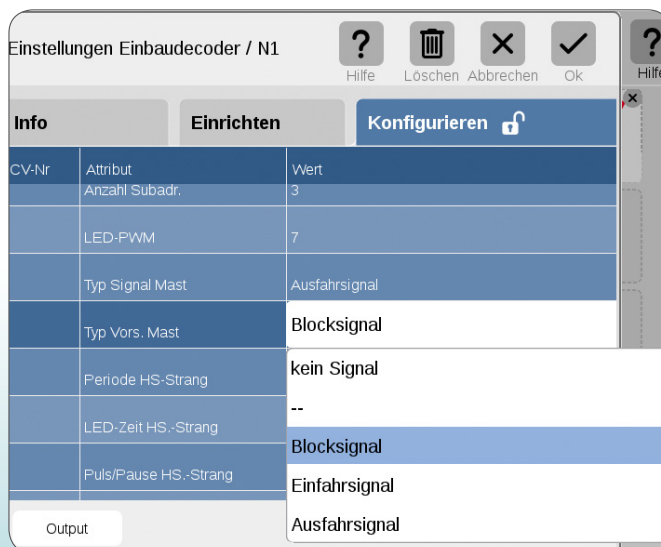 Einstellungen Einbaudecoder / N1
Hilfe Löschen Abbrechen Ok
Info Einrichten Konfigurieren
CV-Nr Attribut Wert
Anzahl Subadr. 3
LED-PWM 7
Typ Signal Mast Ausfahrsignal
Typ Vors. Mast Blocksignal
Periode HS-Strang
LED-Zeit HS.-Strang
Puls/Pause HS.-Strang
kein Signal
--
Blocksignal
Einfahrsignal
Ausfahrsignal
Output